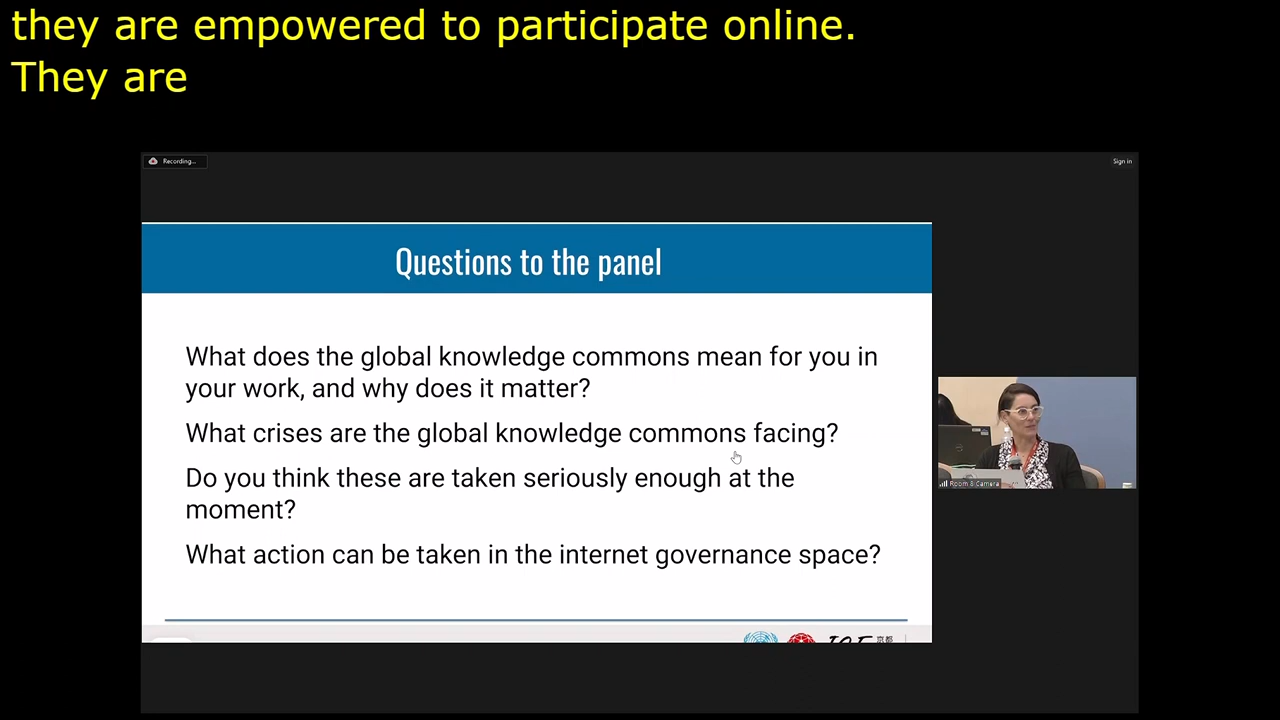 they are empowered to participate online.
They are
Recording...
Sign in
Questions to the panel
What does the global knowledge commons mean for you in
your work, and why does it matter?
What crises are the global knowledge commons facing?
Do you think these are taken seriously enough at the
moment?
What action can be taken in the internet governance space?
Room 8 Camera